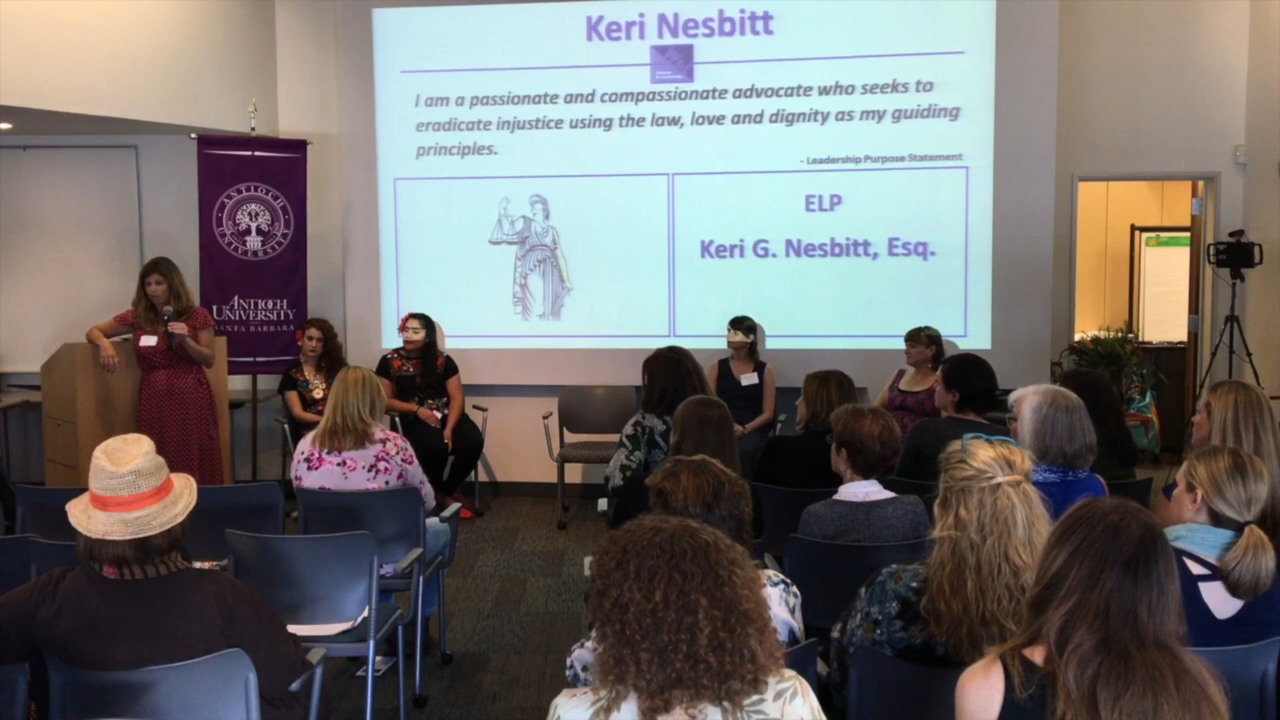 Keri Nesbitt
I am a passionate and compassionate advocate who seeks to
eradicate injustice using the law, love and dignity as my guiding
principles.
- Leadership Purpose Statement
ELP
Keri G. Nesbitt, Esq.
ANTIOCH
UNIVERSITY
ANTIOCH
UNIVERSITY
SANTA BARBARA